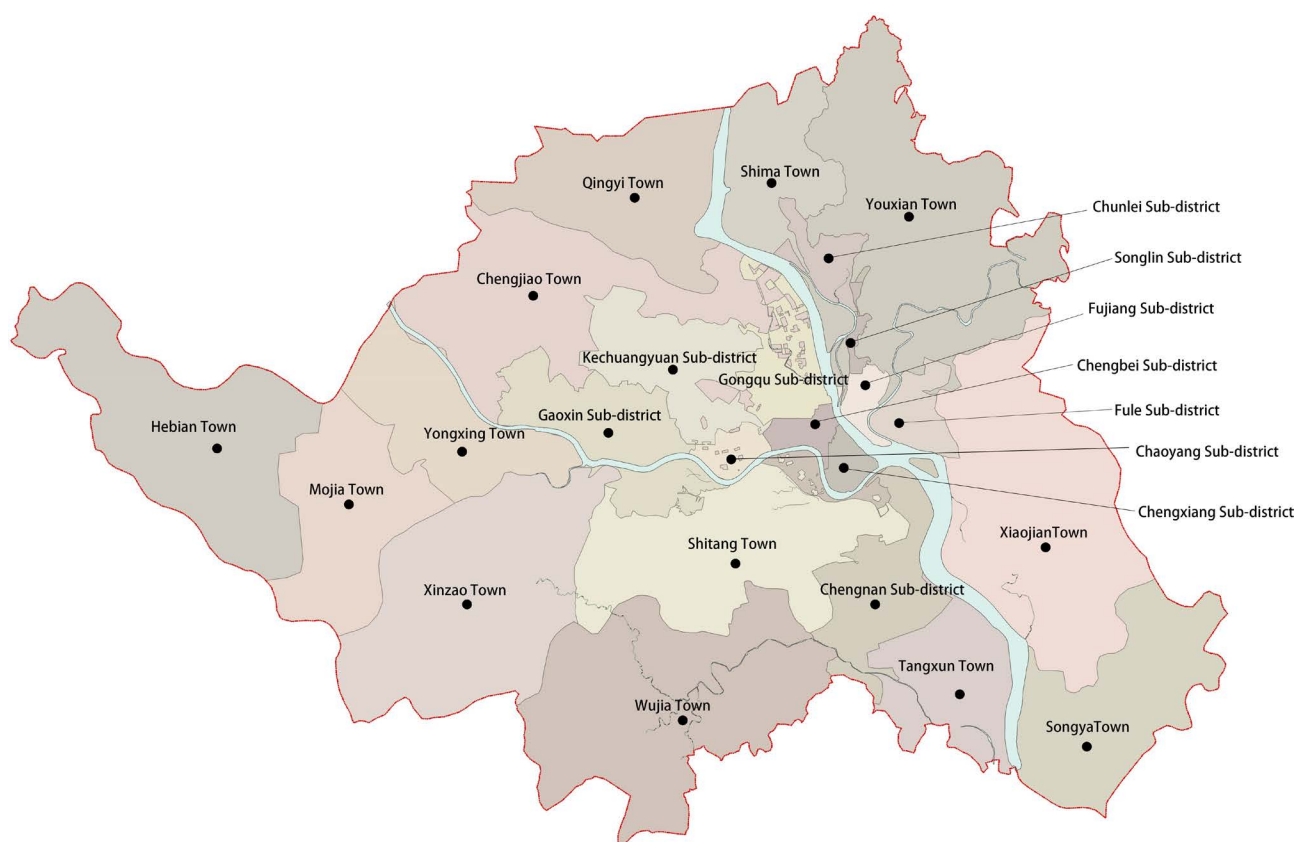 Shima Town
Qingyi Town
Youxian Town
Chunlei Sub-district
Songlin Sub-district
Chengjiao Town
Fujiang Sub-district
Kechuangyuan Sub-district
Gongqu Sub-district
Chengbei Sub-district
Gaoxin Sub-district
Fule Sub-district
Hebian Town
Yongxing Town
Chaoyang Sub-district
Mojia Town
Chengxiang Sub-district
XiaojianTown
Shitang Town
Xinzao Town
Chengnan Sub-district
Tangxun Town
Wujia Town
SongyaTown